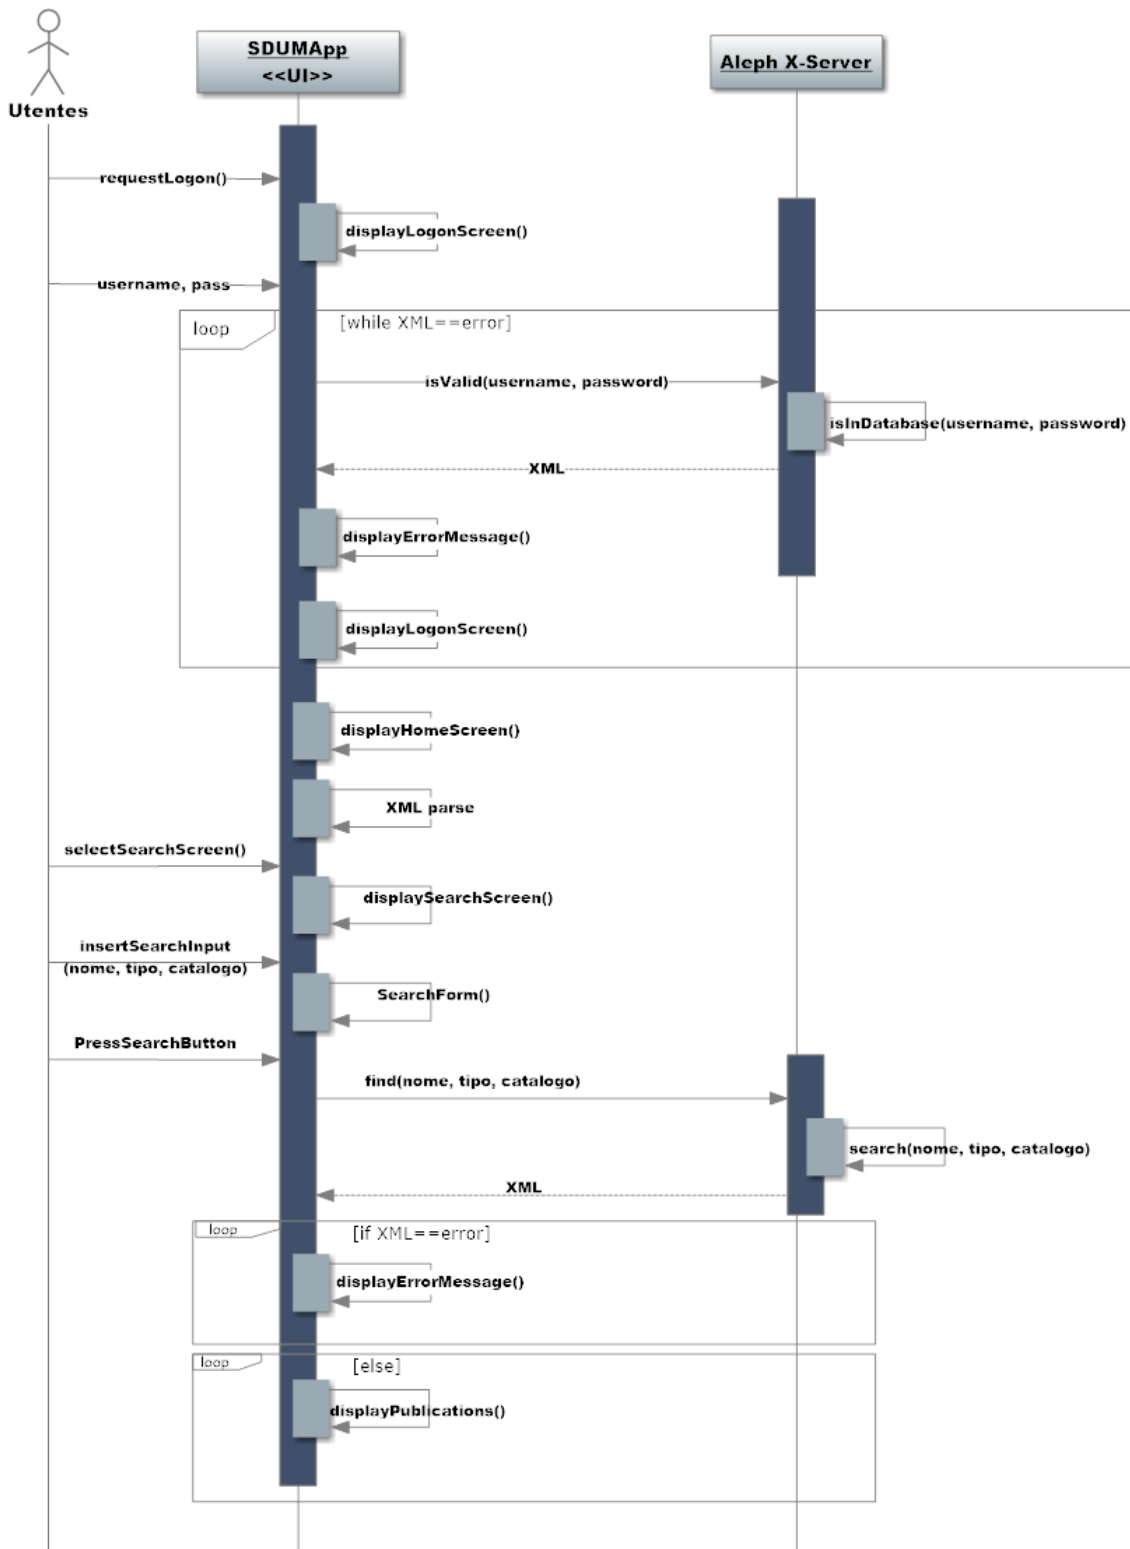 SDUMApp
<<UI>>
Aleph X-Server
Utentes
requestLogon()
displayLogonScreen()
username, pass
loop
[while XML==error]
isValid(username, password)
isInDatabase(username, password)
XML
displayErrorMessage()
displayLogonScreen()
displayHomeScreen()
XML parse
selectSearchScreen()
displaySearchScreen()
insertSearchInput
(nome, tipo, catalogo)
SearchForm()
PressSearchButton
find(nome, tipo, catalogo)
search(nome, tipo, catalogo)
XML
loop
[if XML==error]
displayErrorMessage()
loop
[else]
displayPublications()